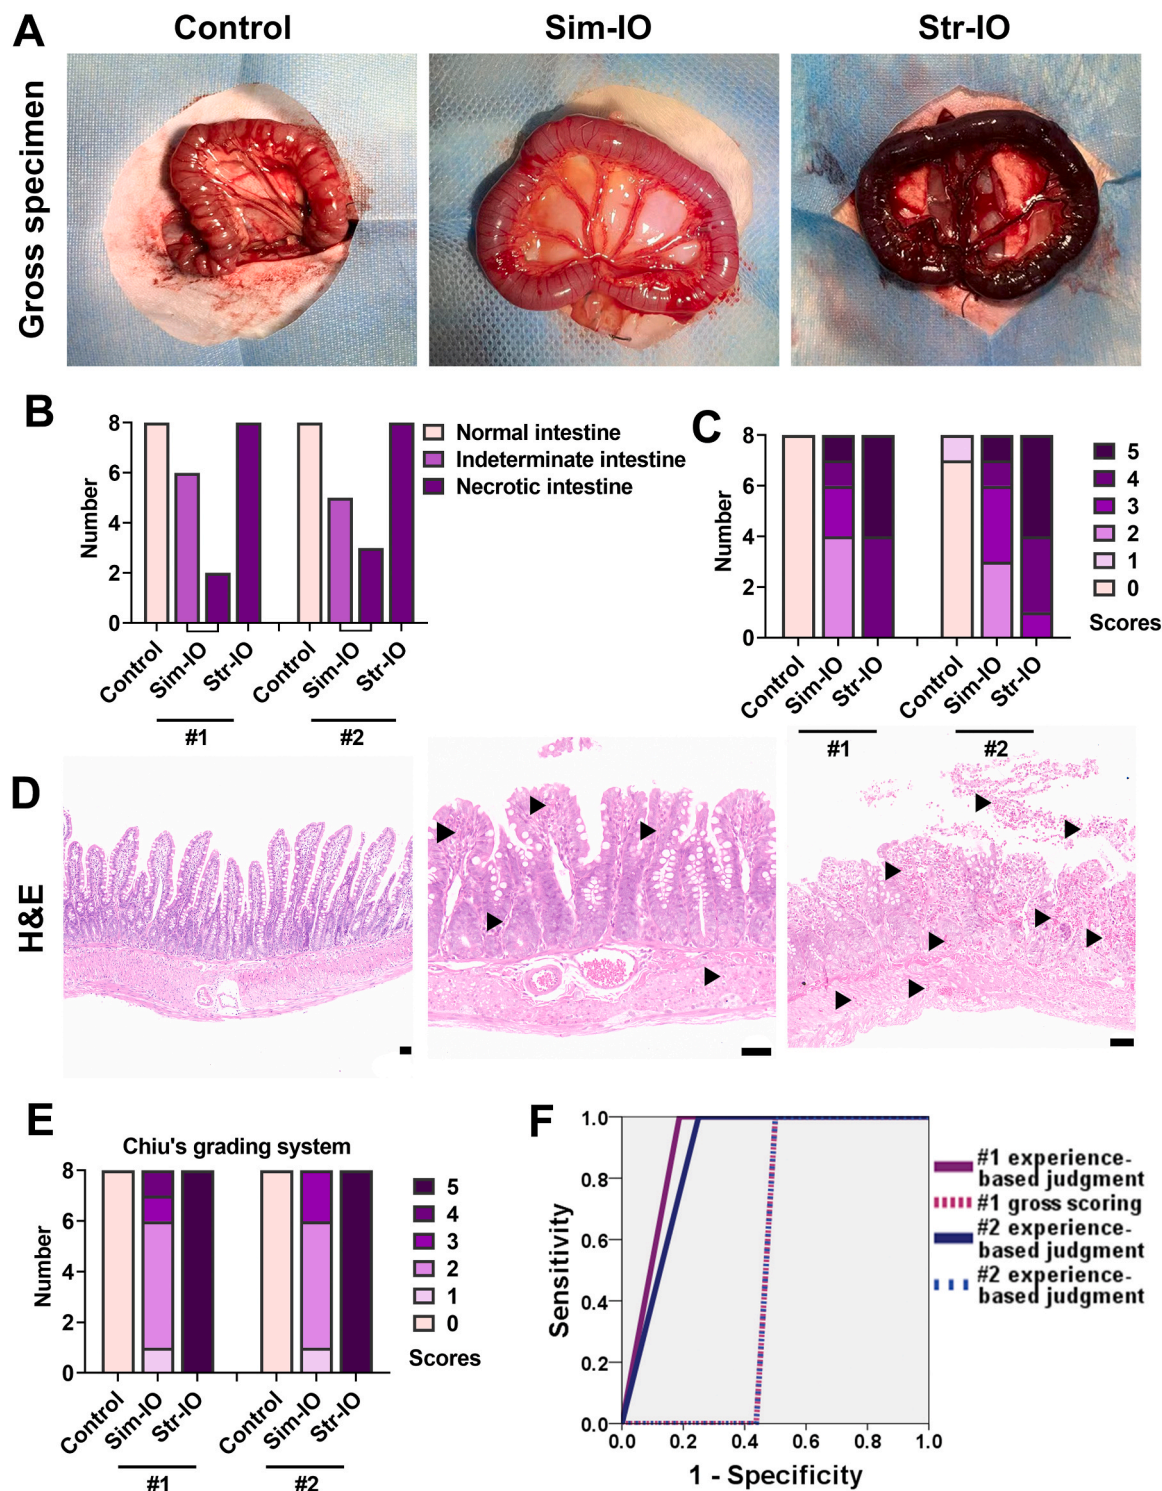 A
Control
Sim-IO
Str-IO
Gross specimen
B
Number
8
6
4
2
0
Control
Sim-IO
Str-IO
Control
Sim-IO
Str-IO
#1
#2
Normal intestine
Indeterminate intestine
Necrotic intestine
C
Number
8
6
4
2
0
Control
Sim-IO
Str-IO
Control
Sim-IO
Str-IO
#1
#2
5
4
3
2
1
0
Scores
D
H&E
E
Chiu's grading system
Number
8
6
4
2
0
Control
Sim-IO
Str-IO
Control
Sim-IO
Str-IO
#1
#2
5
4
3
2
1
0
Scores
F
Sensitivity
1.0
0.8
0.6
0.4
0.2
0.0
0.0
0.2
0.4
0.6
0.8
1.0
1 - Specificity
#1 experience-
based judgment
#1 gross scoring
#2 experience-
based judgment
#2 experience-
based judgment